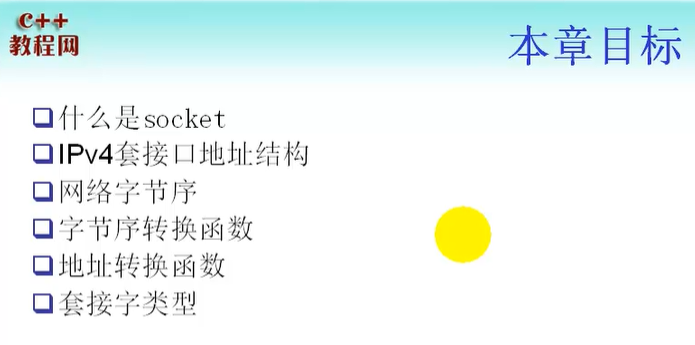 c++
教程网
本章目标
什么是socket
IPv4套接口地址结构
网络字节序
字节序转换函数
地址转换函数
套接字类型